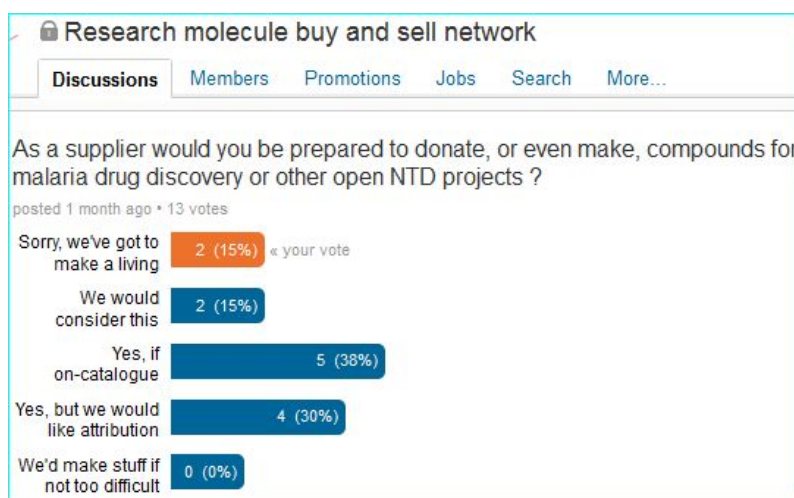 Research molecule buy and sell network
Discussions Members Promotions Jobs Search More...
As a supplier would you be prepared to donate, or even make, compounds for
malaria drug discovery or other open NTD projects ?
posted 1 month ago • 13 votes
Sorry, we've got to
make a living
2 (15%) « your vote
We would
consider this
2 (15%)
Yes, if
on-catalogue
5 (38%)
Yes, but we would
like attribution
4 (30%)
We'd make stuff if
not too difficult
0 (0%)